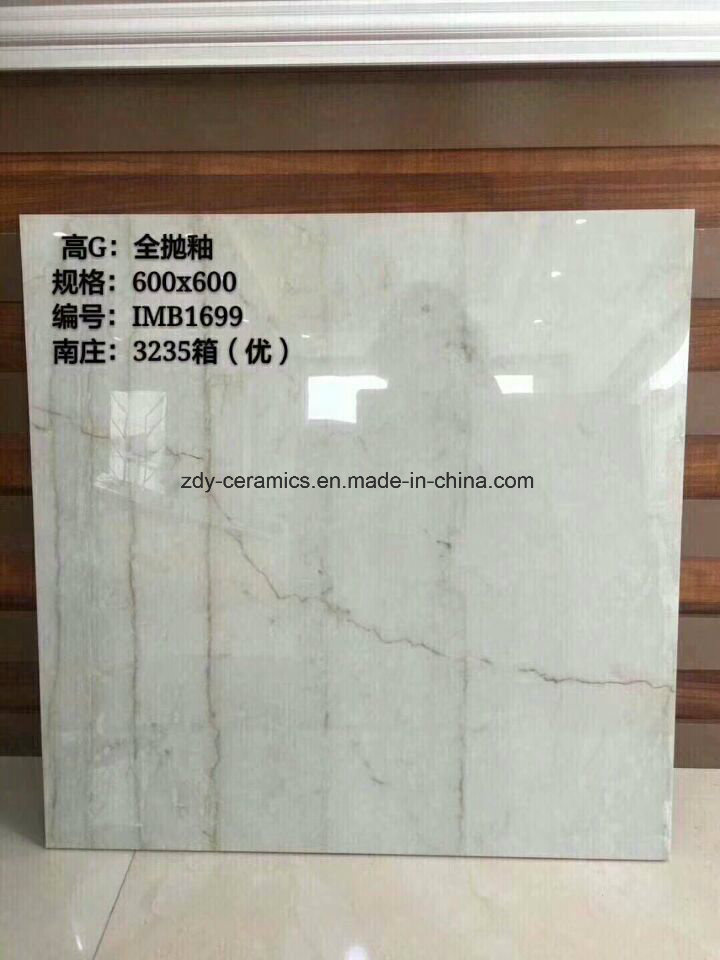 高G：全抛釉
规格：600x600
编号：IMB1699
南庄：3235箱（优）
zdy-ceramics.en.made-in-china.com